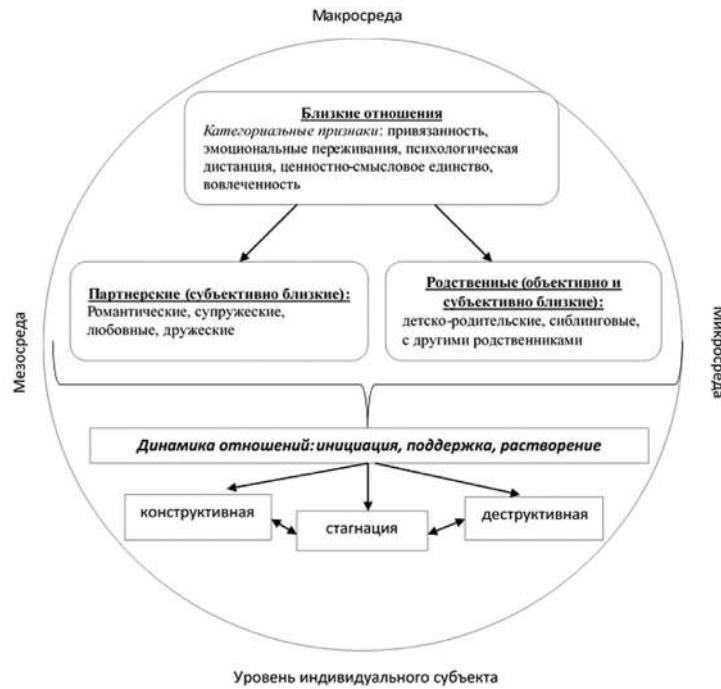 Макросреда
Близкие отношения
Категориальные признаки: привязанность,
эмоциональные переживания, психологическая
дистанция, ценностно-смысловое единство,
вовлеченность
Мезосреда
Партнерские (субъективно близкие):
Романтические, супружеские,
любовные, дружеские
Родственные (объективно и
субъективно близкие):
детско-родительские, сиблинговые,
с другими родственниками
Микросреда
Динамика отношений: инициация, поддержка, растворение
конструктивная
стагнация
деструктивная
Уровень индивидуального субъекта